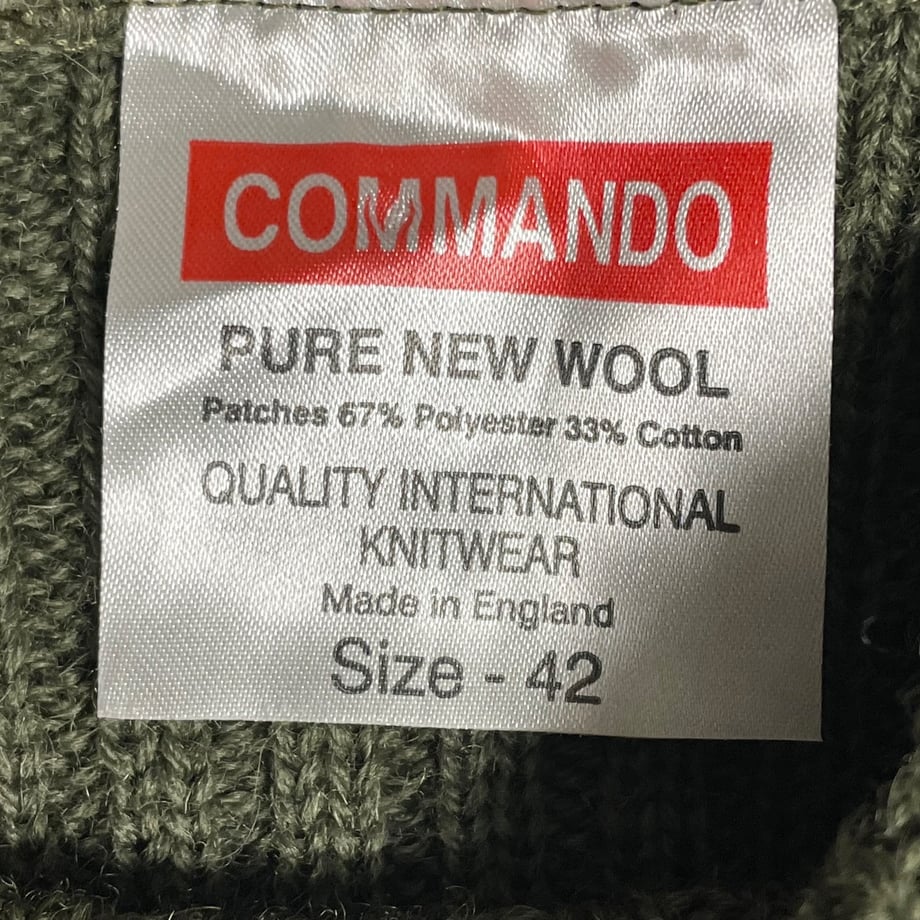 COMMANDO
PURE NEW WOOL
Patches 67% Polyester 33% Cotton
QUALITY INTERNATIONAL
KNITWEAR
Made in England
Size - 42